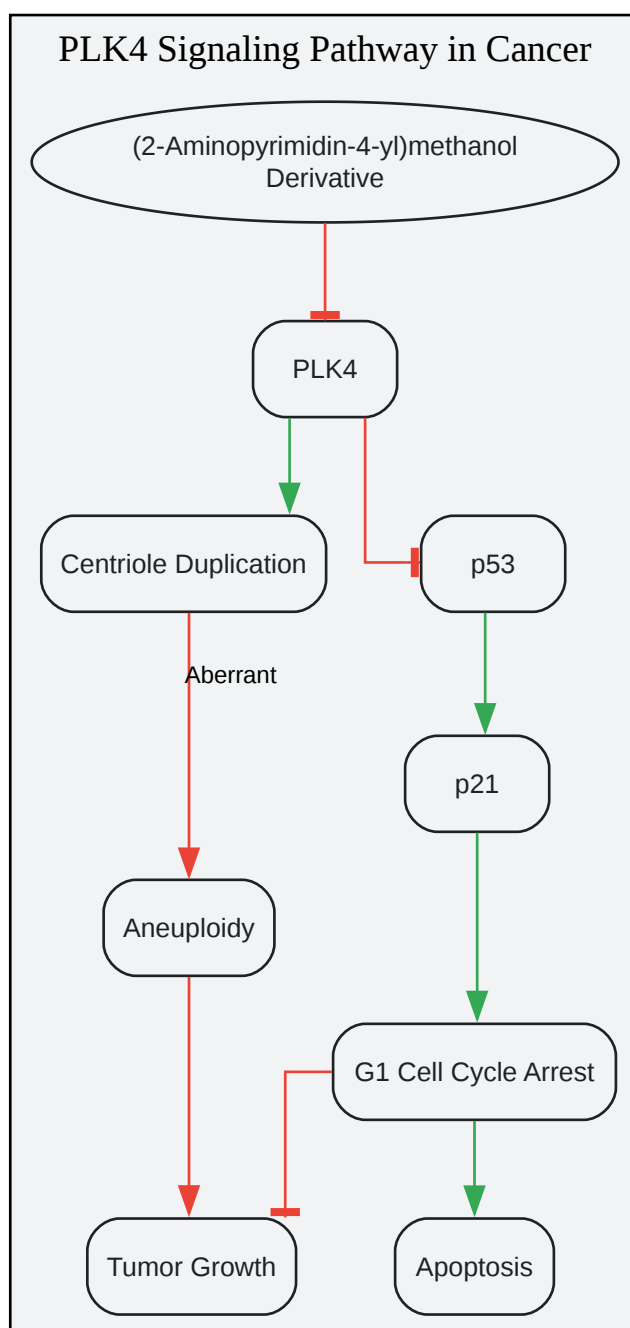 PLK4 Signaling Pathway in Cancer
(2-Aminopyrimidin-4-yl)methanol
Derivative
PLK4
Centriole Duplication
p53
Aberrant
p21
Aneuploidy
G1 Cell Cycle Arrest
Tumor Growth
Apoptosis